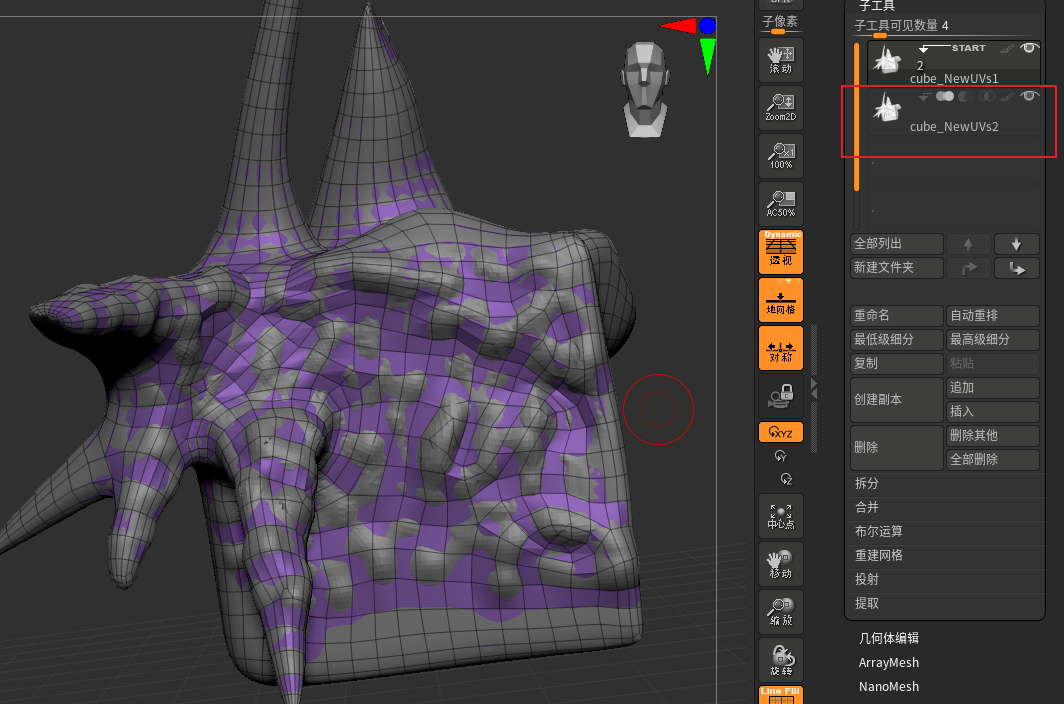 子像素
滚动
Zoom2D
100%
AC50%
Dynamic
透视
地网格
对称
XYZ
Y
Z
中心点
移动
缩放
旋转
Line Fill
子工具
子工具可见数量 4
START
2
cube_NewUVs1
cube_NewUVs2
全部列出
新建文件夹
重命名
自动重排
最低级细分
最高级细分
复制
粘贴
创建副本
追加
插入
删除
删除其他
全部删除
拆分
合并
布尔运算
重建网格
投射
提取
几何体编辑
ArrayMesh
NanoMesh